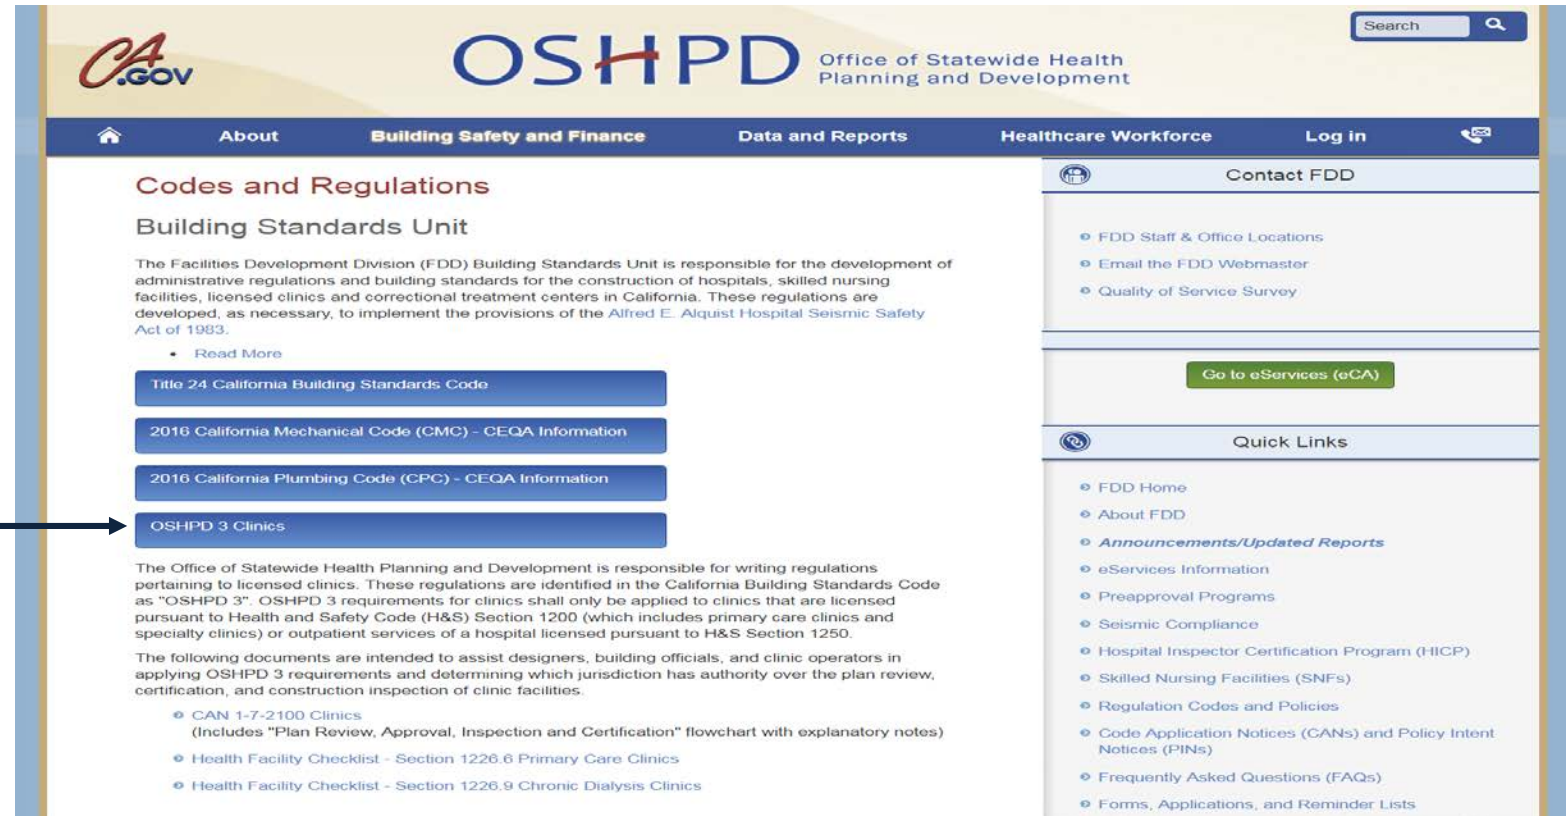 CA
.GOV
OSHPD
Office of Statewide Health
Planning and Development
Search
About
Building Safety and Finance
Data and Reports
Healthcare Workforce
Log in
Codes and Regulations
Building Standards Unit
The Facilities Development Division (FDD) Building Standards Unit is responsible for the development of
administrative regulations and building standards for the construction of hospitals, skilled nursing
facilities, licensed clinics and correctional treatment centers in California. These regulations are
developed, as necessary, to implement the provisions of the Alfred E. Alquist Hospital Seismic Safety
Act of 1983.
Read More
Title 24 California Building Standards Code
2016 California Mechanical Code (CMC) - CEQA Information
2016 California Plumbing Code (CPC) - CEQA Information
OSHPD 3 Clinics
The Office of Statewide Health Planning and Development is responsible for writing regulations
pertaining to licensed clinics. These regulations are identified in the California Building Standards Code
as "OSHPD 3". OSHPD 3 requirements for clinics shall only be applied to clinics that are licensed
pursuant to Health and Safety Code (H&S) Section 1200 (which includes primary care clinics and
specialty clinics) or outpatient services of a hospital licensed pursuant to H&S Section 1250.
The following documents are intended to assist designers, building officials, and clinic operators in
applying OSHPD 3 requirements and determining which jurisdiction has authority over the plan review,
certification, and construction inspection of clinic facilities.
CAN 1-7-2100 Clinics
(Includes "Plan Review, Approval, Inspection and Certification" flowchart with explanatory notes)
Health Facility Checklist - Section 1226.6 Primary Care Clinics
Health Facility Checklist - Section 1226.9 Chronic Dialysis Clinics
Contact FDD
FDD Staff & Office Locations
Email the FDD Webmaster
Quality of Service Survey
Go to eServices (eCA)
Quick Links
FDD Home
About FDD
Announcements/Updated Reports
eServices Information
Preapproval Programs
Seismic Compliance
Hospital Inspector Certification Program (HICP)
Skilled Nursing Facilities (SNFs)
Regulation Codes and Policies
Code Application Notices (CANs) and Policy Intent
Notices (PINs)
Frequently Asked Questions (FAQs)
Forms, Applications, and Reminder Lists